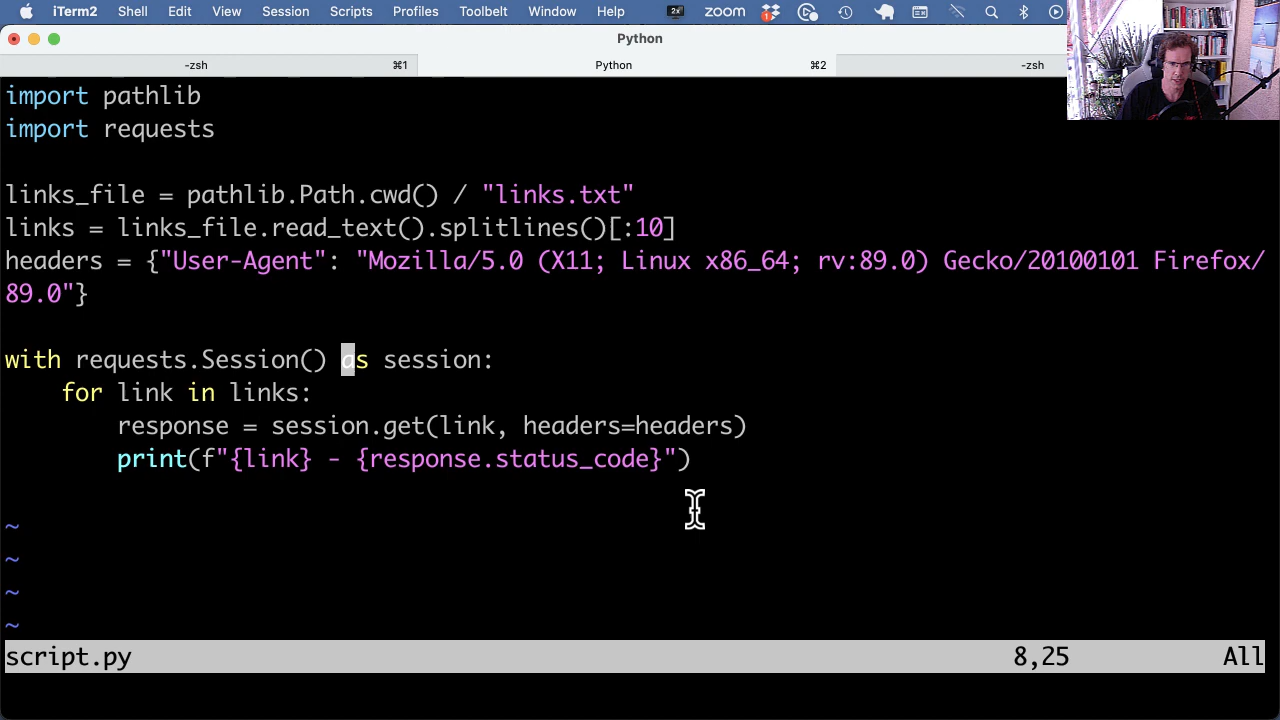 iTerm2 Shell Edit View Session Scripts Profiles Toolbelt Window Help 2x zoom 1
Python
-zsh ⌘1 Python ⌘2 -zsh
import pathlib
import requests
links_file = pathlib.Path.cwd() / "links.txt"
links = links_file.read_text().splitlines()[:10]
headers = {"User-Agent": "Mozilla/5.0 (X11; Linux x86_64; rv:89.0) Gecko/20100101 Firefox/
89.0"}
with requests.Session() as session:
    for link in links:
        response = session.get(link, headers=headers)
        print(f"{link} - {response.status_code}")
~
~
~
~
script.py 8,25 All